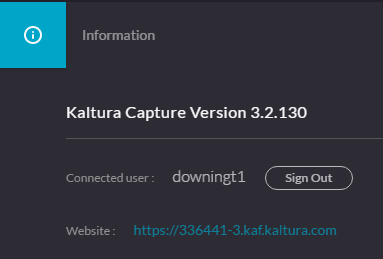 Information
Kaltura Capture Version 3.2.130
Connected user : downingt1 Sign Out
Website : https://336441-3.kaf.kaltura.com